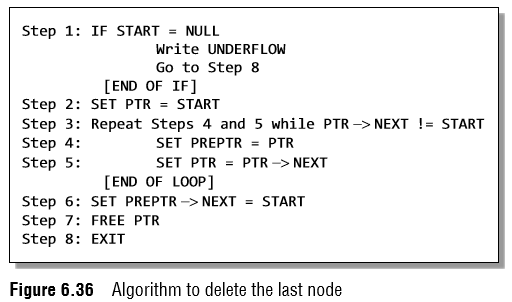 Step 1: IF START = NULL
Write UNDERFLOW
Go to Step 8
[END OF IF]
Step 2: SET PTR = START
Step 3: Repeat Steps 4 and 5 while PTR -> NEXT != START
Step 4: SET PREPTR = PTR
Step 5: SET PTR = PTR -> NEXT
[END OF LOOP]
Step 6: SET PREPTR -> NEXT = START
Step 7: FREE PTR
Step 8: EXIT
Figure 6.36 Algorithm to delete the last node